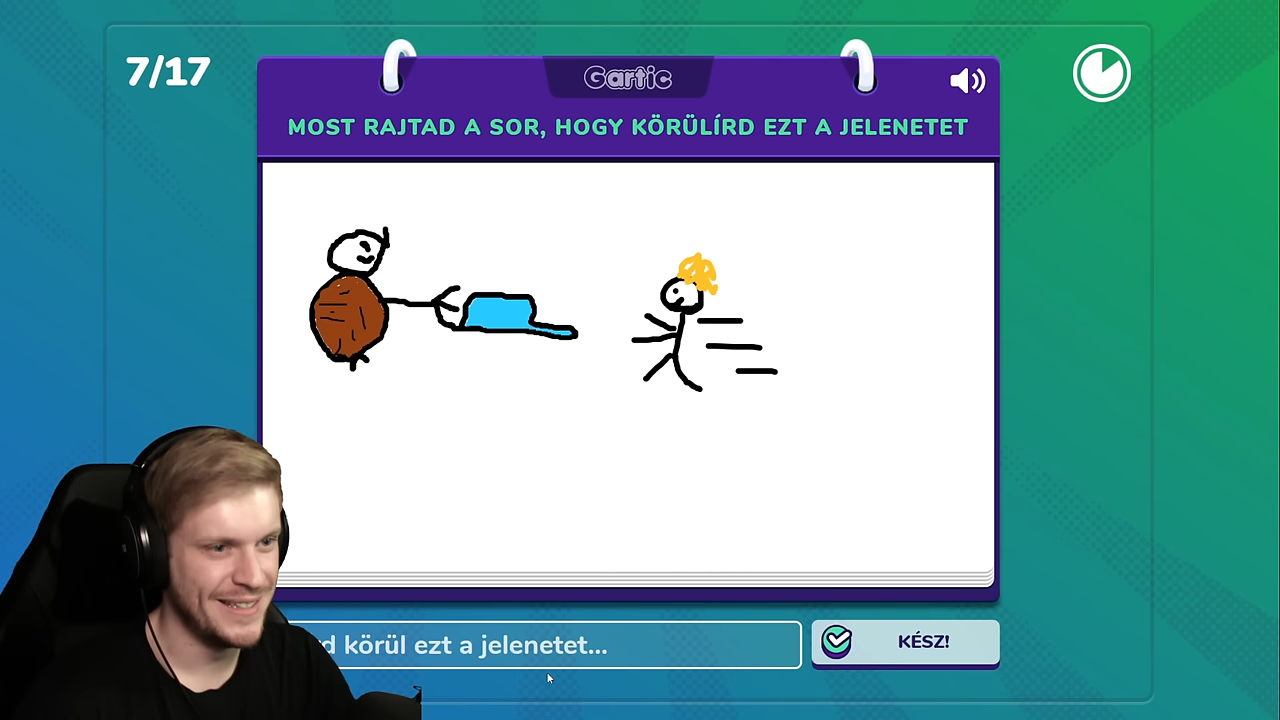 7/17
Gartic
MOST RAJTAD A SOR, HOGY KÖRÜLÍRD EZT A JELENETET
körül ezt a jelenetet...
KÉSZ!